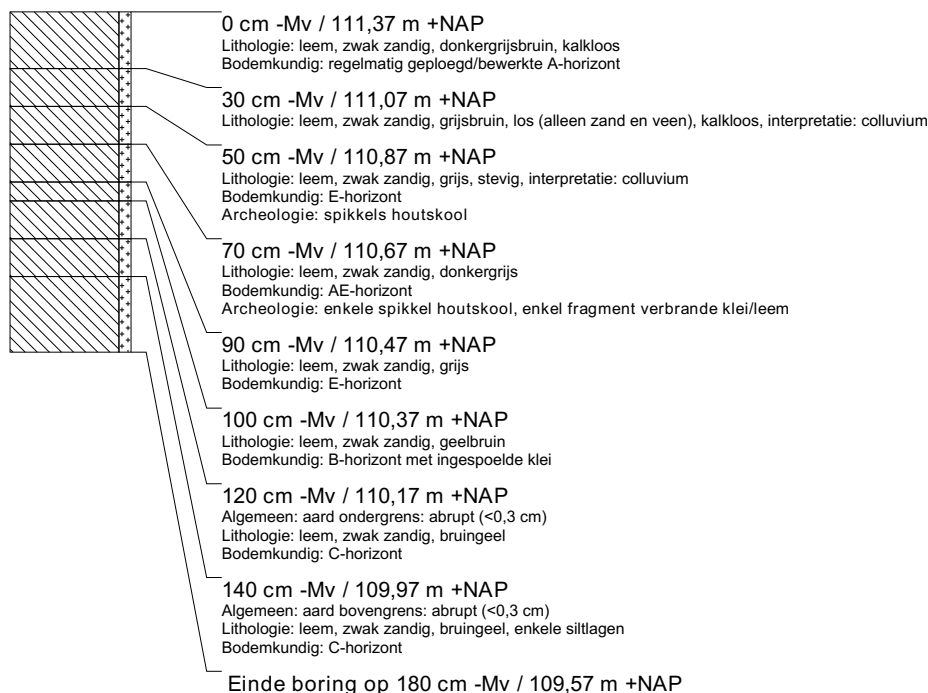 0 cm -Mv / 111,37 m +NAP
Lithologie: leem, zwak zandig, donkergrijsbruin, kalkloos
Bodemkundig: regelmatig geploegd/bewerkte A-horizont
30 cm -Mv / 111,07 m +NAP
Lithologie: leem, zwak zandig, grijsbruin, los (alleen zand en veen), kalkloos, interpretatie: colluvium
50 cm -Mv / 110,87 m +NAP
Lithologie: leem, zwak zandig, grijs, stevig, interpretatie: colluvium
Bodemkundig: E-horizont
Archeologie: spikkels houtskool
70 cm -Mv / 110,67 m +NAP
Lithologie: leem, zwak zandig, donkergrijs
Bodemkundig: AE-horizont
Archeologie: enkele spikkel houtskool, enkel fragment verbrande klei/leem
90 cm -Mv / 110,47 m +NAP
Lithologie: leem, zwak zandig, grijs
Bodemkundig: E-horizont
100 cm -Mv / 110,37 m +NAP
Lithologie: leem, zwak zandig, geelbruin
Bodemkundig: B-horizont met ingespoelde klei
120 cm -Mv / 110,17 m +NAP
Algemeen: aard ondergrens: abrupt (<0,3 cm)
Lithologie: leem, zwak zandig, bruingeel
Bodemkundig: C-horizont
140 cm -Mv / 109,97 m +NAP
Algemeen: aard bovengrens: abrupt (<0,3 cm)
Lithologie: leem, zwak zandig, bruingeel, enkele siltlagen
Bodemkundig: C-horizont
Einde boring op 180 cm -Mv / 109,57 m +NAP